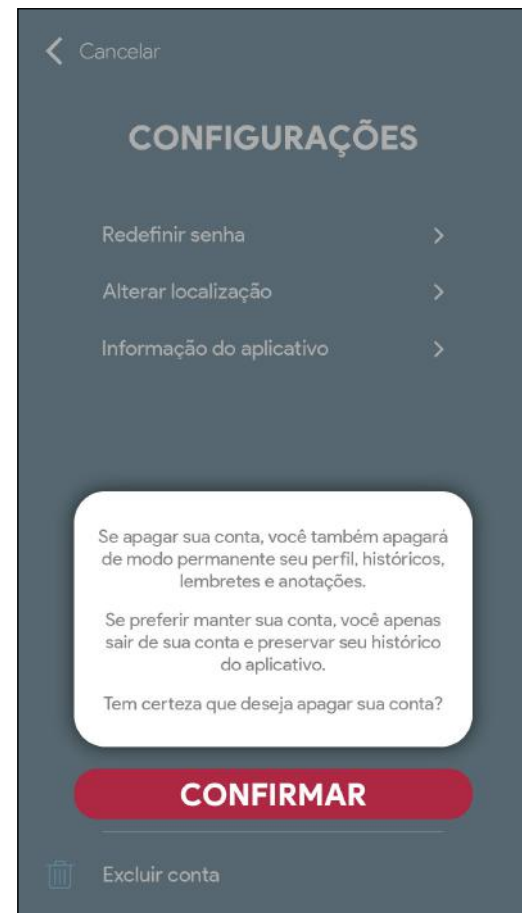 Cancelar
CONFIGURAÇÕES
Redefinir senha
Alterar localização
Informação do aplicativo
Se apagar sua conta, você também apagará
de modo permanente seu perfil, históricos,
lembretes e anotações.
Se preferir manter sua conta, você apenas
sair de sua conta e preservar seu histórico
do aplicativo.
Tem certeza que deseja apagar sua conta?
CONFIRMAR
Excluir conta